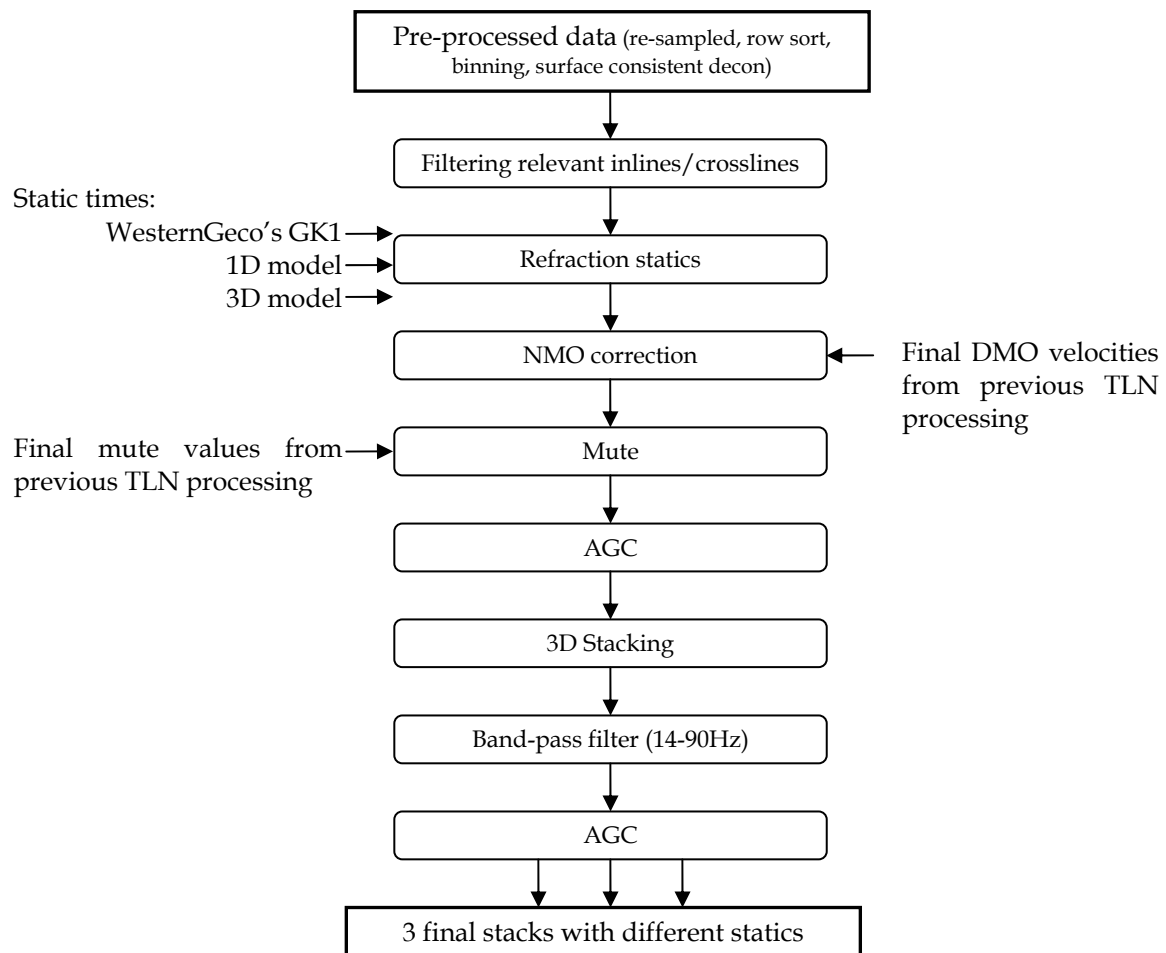 Pre-processed data (re-sampled, row sort,
binning, surface consistent decon)
Filtering relevant inlines/crosslines
Static times:
WesternGeco’s GK1
1D model
3D model
Refraction statics
NMO correction
Final DMO velocities
from previous TLN
processing
Final mute values from
previous TLN processing
Mute
AGC
3D Stacking
Band-pass filter (14-90Hz)
AGC
3 final stacks with different statics